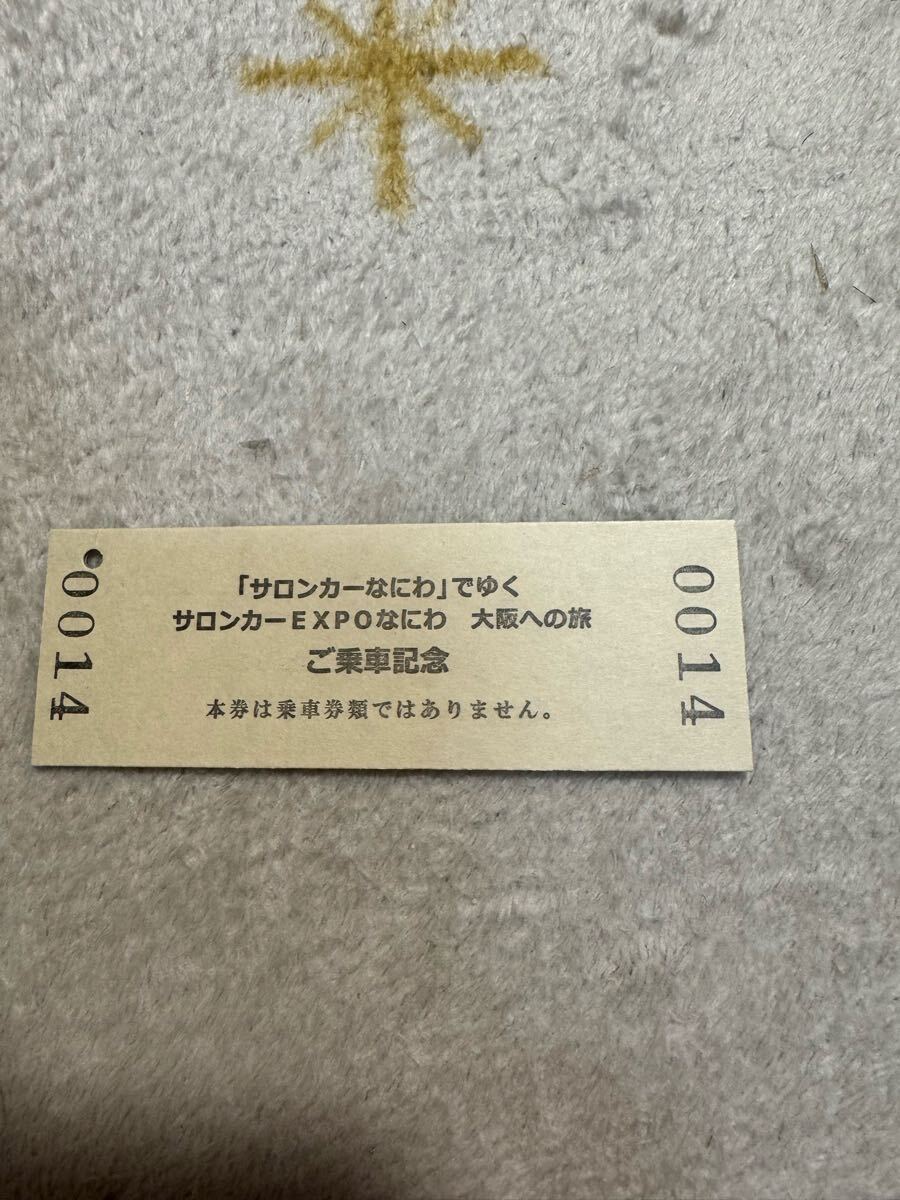 0014
「サロンカーなにわ」でゆく
サロンカーEXPOなにわ　大阪への旅
ご乗車記念
本券は乗車券類ではありません。
0014